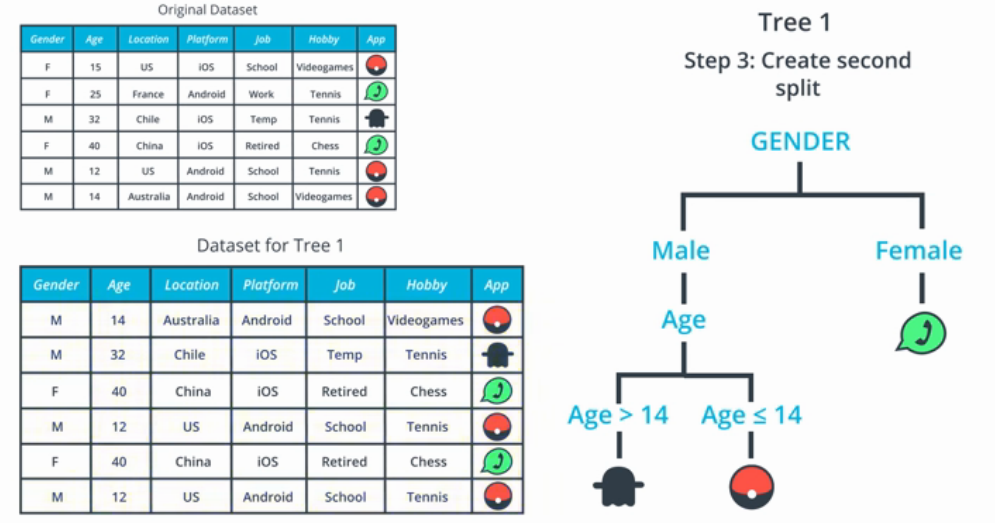 Original Dataset
Gender Age Location Platform Job Hobby App
F 15 US iOS School Videogames
F 25 France Android Work Tennis
M 32 Chile iOS Temp Tennis
F 40 China iOS Retired Chess
M 12 US Android School Tennis
M 14 Australia Android School Videogames
Dataset for Tree 1
Gender Age Location Platform Job Hobby App
M 14 Australia Android School Videogames
M 32 Chile iOS Temp Tennis
F 40 China iOS Retired Chess
M 12 US Android School Tennis
F 40 China iOS Retired Chess
M 12 US Android School Tennis
Tree 1
Step 3: Create second
split
GENDER
Male Female
Age
Age > 14 Age ≤ 14